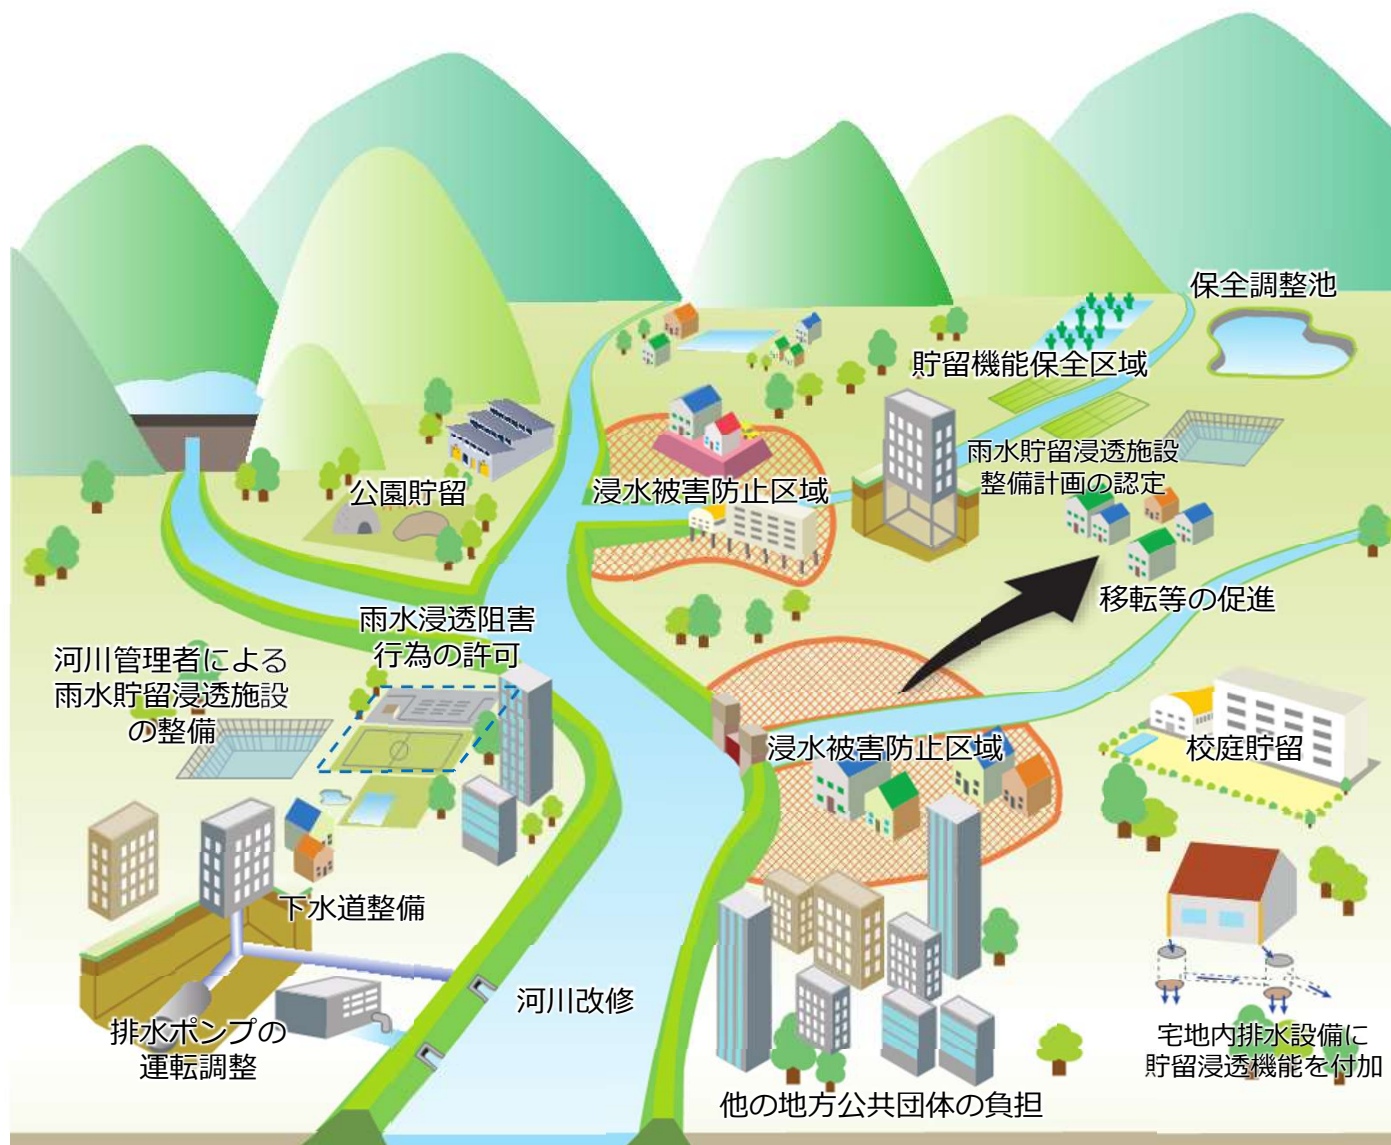 保全調整池
貯留機能保全区域
雨水貯留浸透施設
整備計画の認定
公園貯留
浸水被害防止区域
移転等の促進
雨水浸透阻害
行為の許可
河川管理者による
雨水貯留浸透施設
の整備
浸水被害防止区域
校庭貯留
下水道整備
河川改修
排水ポンプの
運転調整
宅地内排水設備に
貯留浸透機能を付加
他の地方公共団体の負担